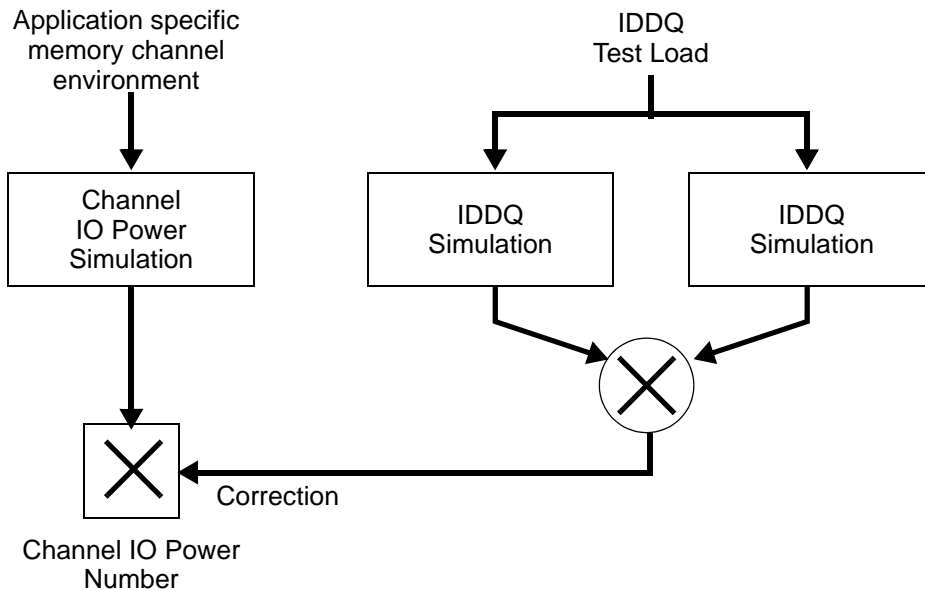 Application specific
memory channel
environment
IDDQ
Test Load
Channel
IO Power
Simulation
IDDQ
Simulation
IDDQ
Simulation
Correction
Channel IO Power
Number